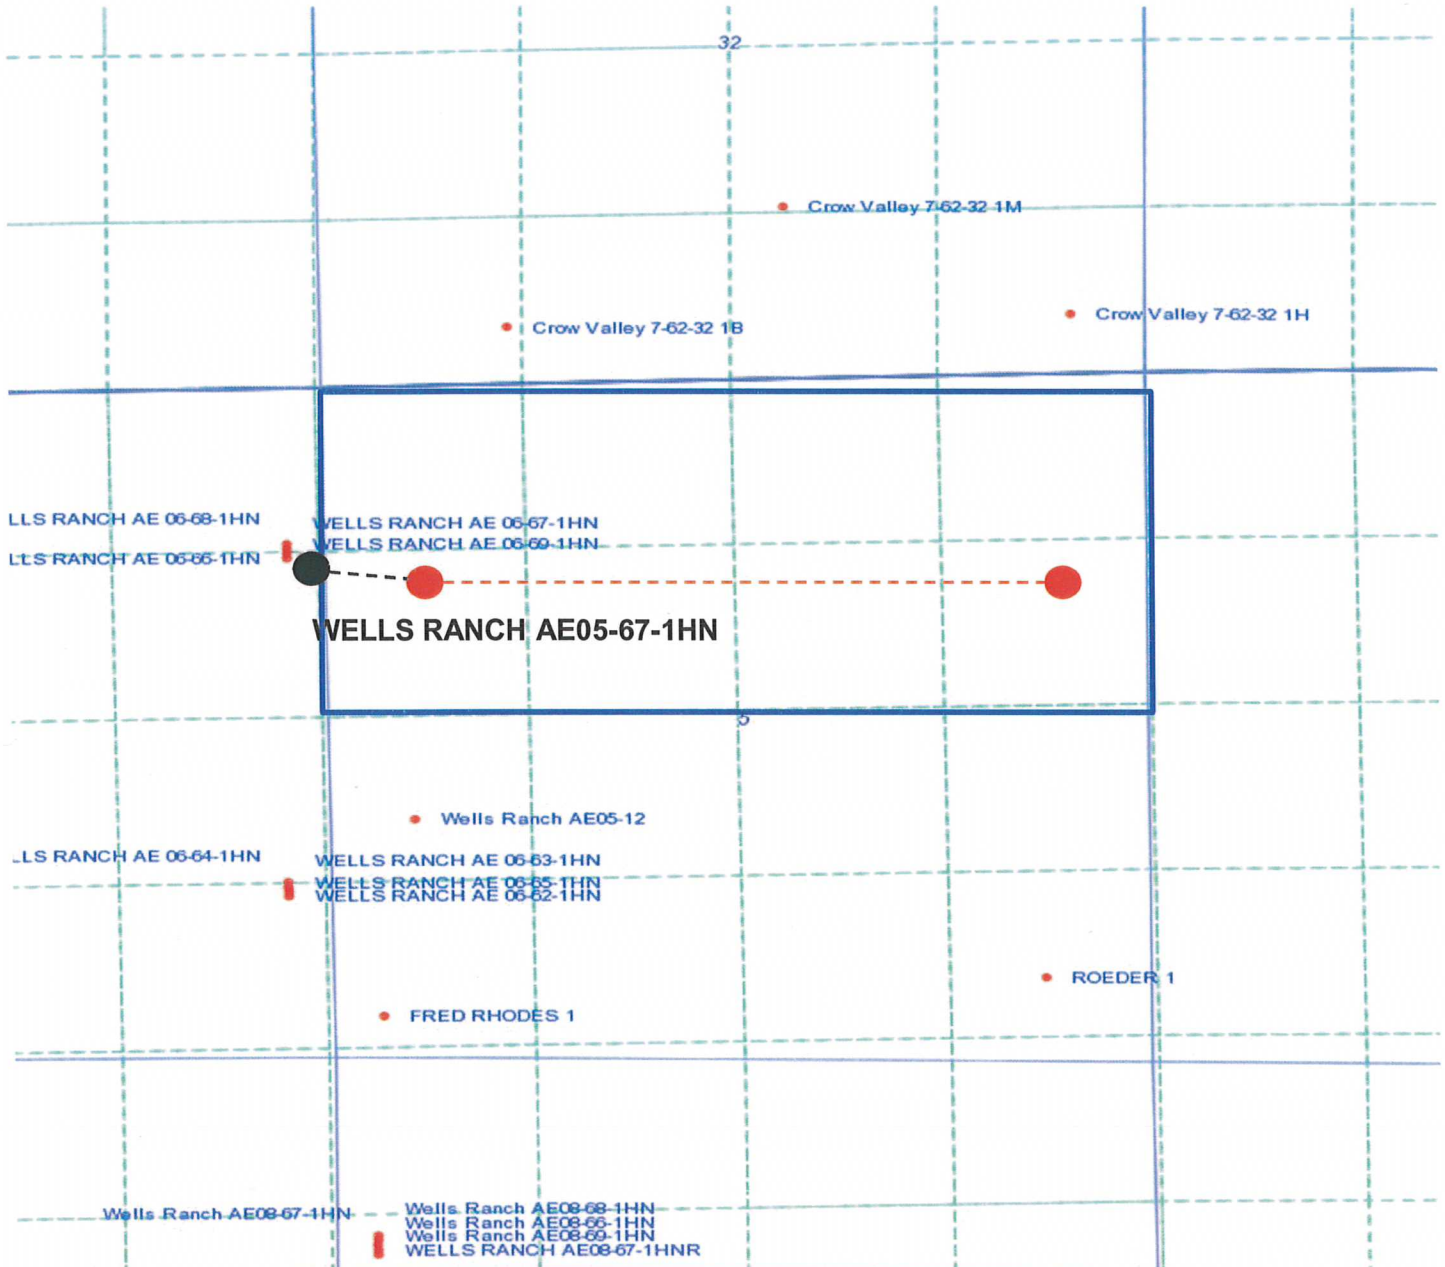 32
Crow Valley 7-62-32 1M
Crow Valley 7-62-32 1H
Crow Valley 7-62-32 1B
LLS RANCH AE 06-68-1HN
WELLS RANCH AE 06-67-1HN
WELLS RANCH AE 06-69-1HN
LLS RANCH AE 06-66-1HN
WELLS RANCH AE05-67-1HN
5
Wells Ranch AE05-12
LS RANCH AE 06-64-1HN
WELLS RANCH AE 06-63-1HN
WELLS RANCH AE 06-65-1HN
WELLS RANCH AE 06-62-1HN
ROEDER 1
FRED RHODES 1
Wells Ranch AE08-67-1HN
Wells Ranch AE08-68-1HN
Wells Ranch AE08-66-1HN
Wells Ranch AE08-69-1HN
WELLS RANCH AE08-67-1HNR